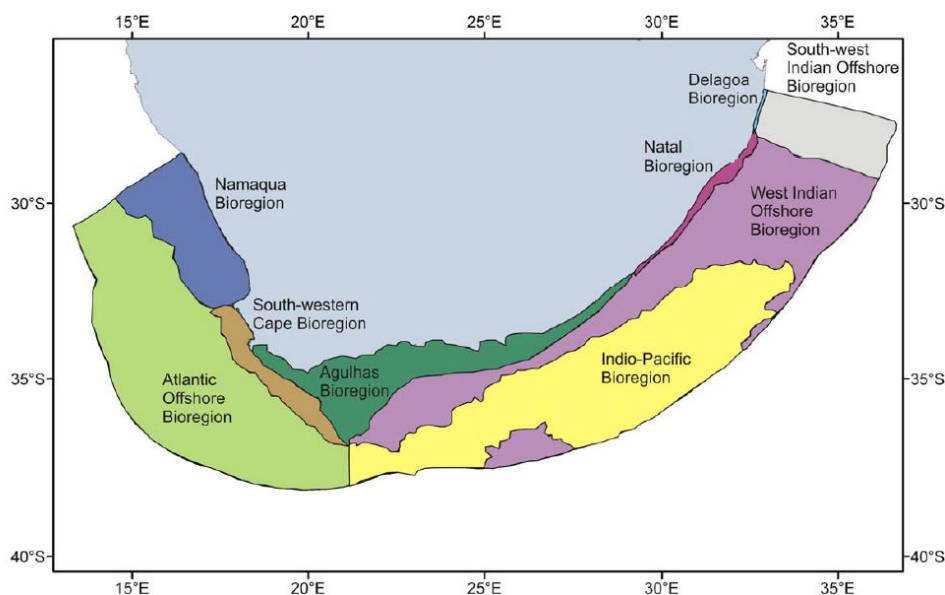 15°E 20°E 25°E 30°E 35°E
South-west
Indian Offshore
Bioregion
Delagoa
Bioregion
Natal
Bioregion
Namaqua
Bioregion
30°S 30°S
West Indian
Offshore
Bioregion
South-western
Cape Bioregion
Indio-Pacific
Bioregion
Agulhas
Bioregion
Atlantic
Offshore
Bioregion
35°S 35°S
40°S 40°S
15°E 20°E 25°E 30°E 35°E